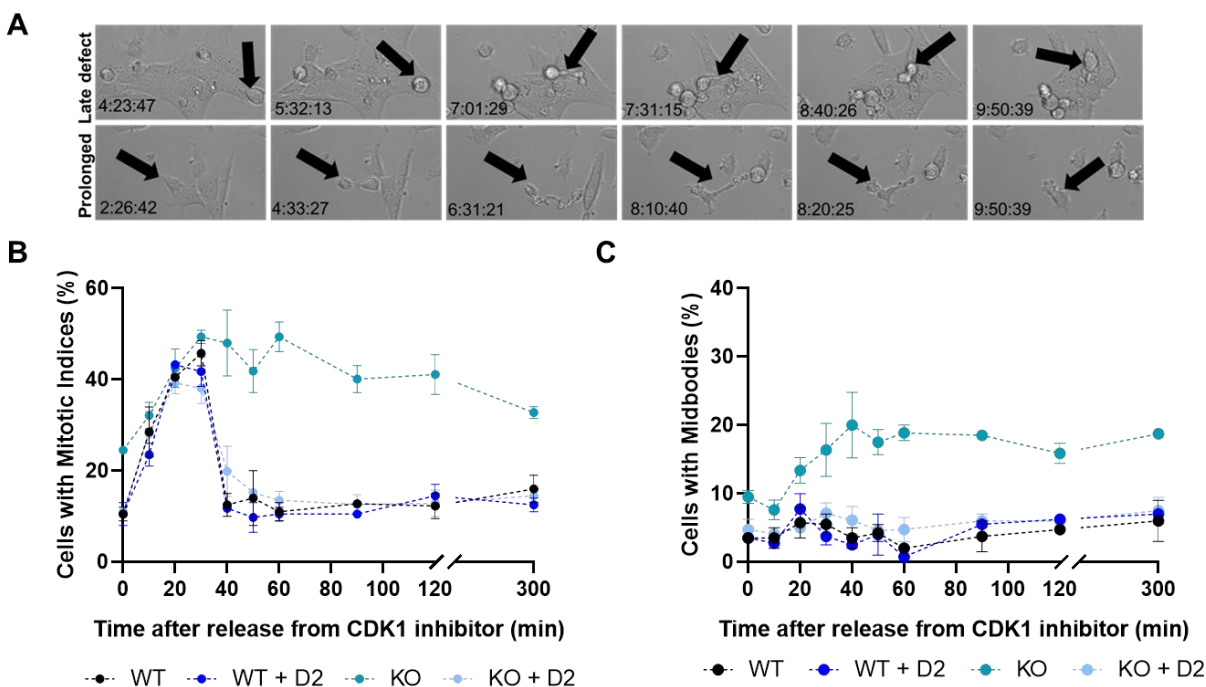 A
Late defect
4:23:47
5:32:13
7:01:29
7:31:15
8:40:26
9:50:39
Prolonged
2:26:42
4:33:27
6:31:21
8:10:40
8:20:25
9:50:39
B
Cells with Mitotic Indices (%)
60
40
20
0
0 20 40 60 80 100 120 300
Time after release from CDK1 inhibitor (min)
WT WT + D2 KO KO + D2
C
Cells with Midbodies (%)
40
30
20
10
0
0 20 40 60 80 100 120 300
Time after release from CDK1 inhibitor (min)
WT WT + D2 KO KO + D2